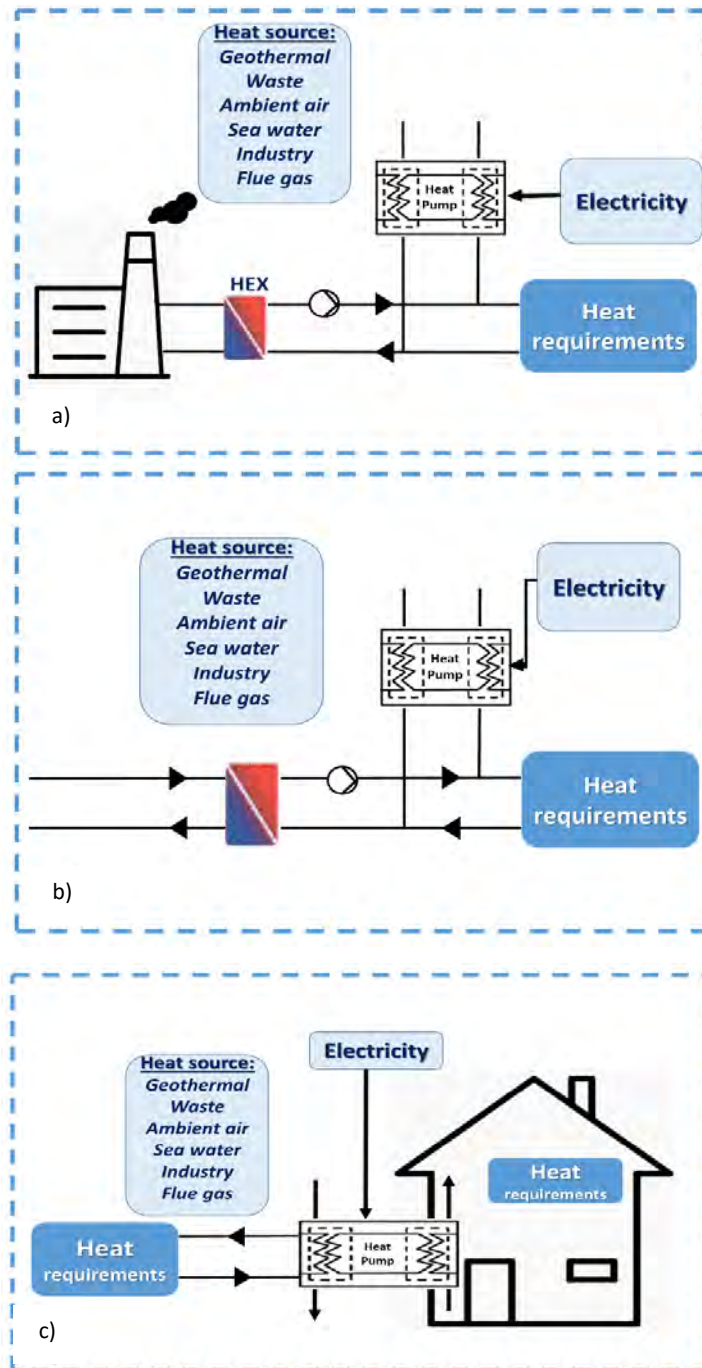 Heat source:
Geothermal
Waste
Ambient air
Sea water
Industry
Flue gas
Heat
Pump
Electricity
HEX
Heat
requirements
a)
Heat source:
Geothermal
Waste
Ambient air
Sea water
Industry
Flue gas
Electricity
Heat
Pump
Heat
requirements
b)
Electricity
Heat source:
Geothermal
Waste
Ambient air
Sea water
Industry
Flue gas
Heat
requirements
Heat
Pump
Heat
requirements
c)